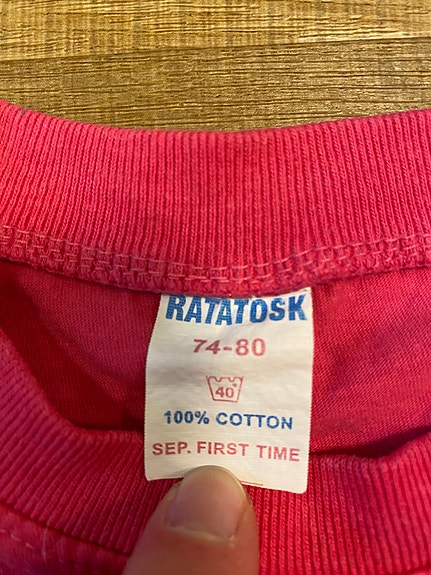 RATATOSK
74-80
40°
100% COTTON
SEP. FIRST TIME